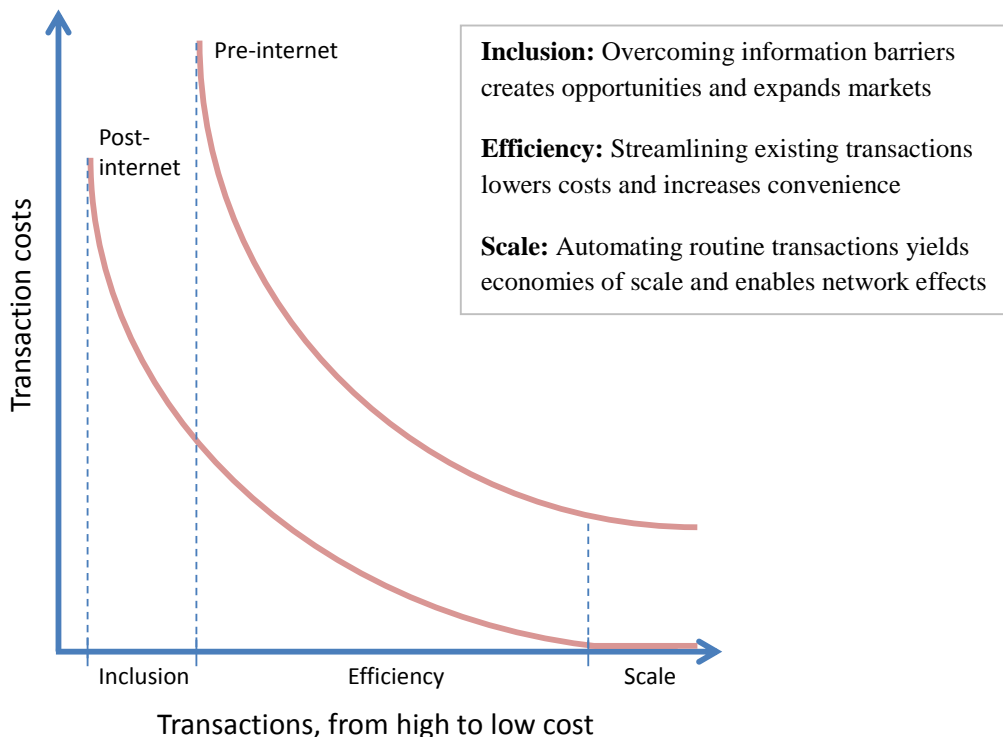 Pre-internet
Post-
internet
Inclusion: Overcoming information barriers
creates opportunities and expands markets
Efficiency: Streamlining existing transactions
lowers costs and increases convenience
Scale: Automating routine transactions yields
economies of scale and enables network effects
Transaction costs
Inclusion
Efficiency
Scale
Transactions, from high to low cost